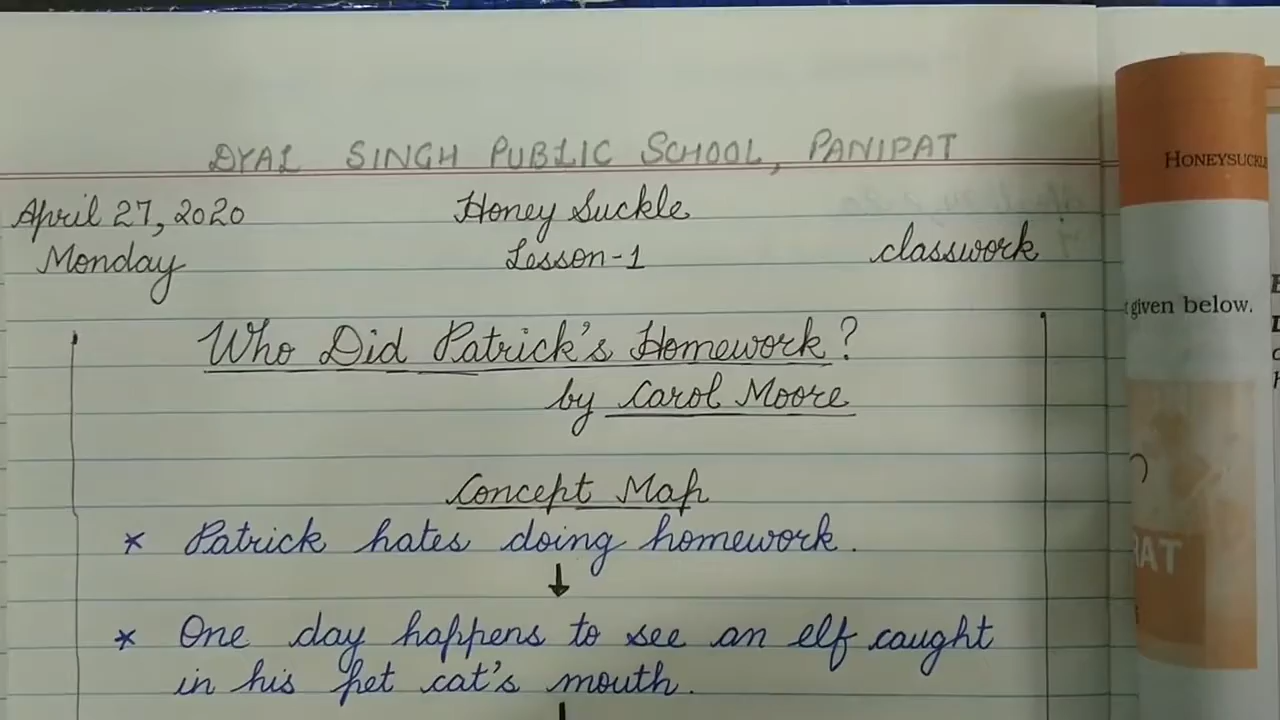 DYAL SINGH PUBLIC SCHOOL, PANIPAT
HONEYSUCKLE
April 27, 2020
Honey Suckle
Monday
Lesson-1
classwork
given below.
Who Did Patrick's Homework?
by Carol Moore
Concept Map
* Patrick hates doing homework.
↓
* One day happens to see an elf caught
in his pet cat's mouth.